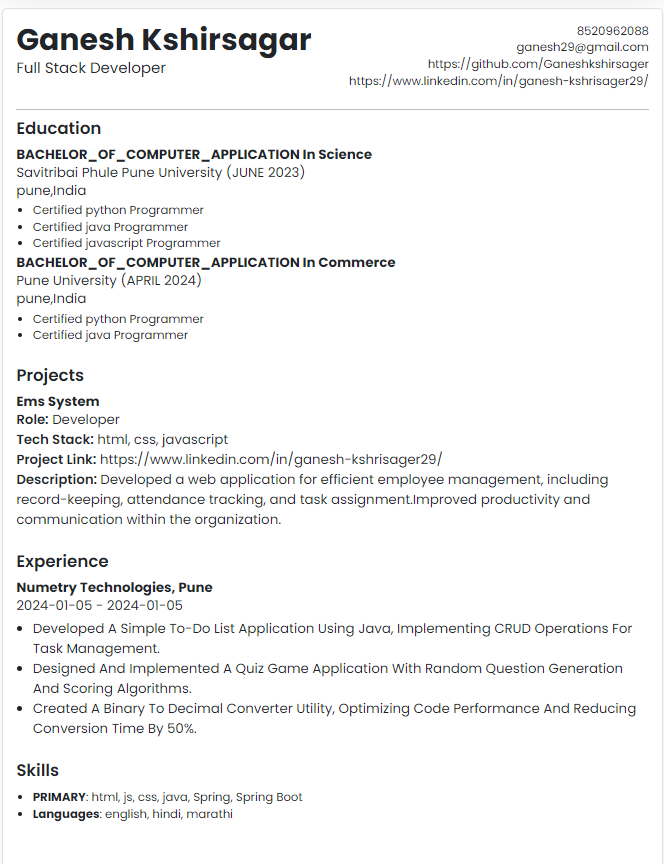 Ganesh Kshirsagar
Full Stack Developer
8520962088
ganesh29@gmail.com
https://github.com/Ganeshkshirsager
https://www.linkedin.com/in/ganesh-kshrisager29/
Education
BACHELOR_OF_COMPUTER_APPLICATION In Science
Savitribai Phule Pune University (JUNE 2023)
pune,India
• Certified python Programmer
• Certified java Programmer
• Certified javascript Programmer
BACHELOR_OF_COMPUTER_APPLICATION In Commerce
Pune University (APRIL 2024)
pune,India
• Certified python Programmer
• Certified java Programmer
Projects
Ems System
Role: Developer
Tech Stack: html, css, javascript
Project Link: https://www.linkedin.com/in/ganesh-kshrisager29/
Description: Developed a web application for efficient employee management, including
record-keeping, attendance tracking, and task assignment.Improved productivity and
communication within the organization.
Experience
Numetry Technologies, Pune
2024-01-05 - 2024-01-05
• Developed A Simple To-Do List Application Using Java, Implementing CRUD Operations For
Task Management.
• Designed And Implemented A Quiz Game Application With Random Question Generation
And Scoring Algorithms.
• Created A Binary To Decimal Converter Utility, Optimizing Code Performance And Reducing
Conversion Time By 50%.
Skills
• PRIMARY: html, js, css, java, Spring, Spring Boot
• Languages: english, hindi, marathi